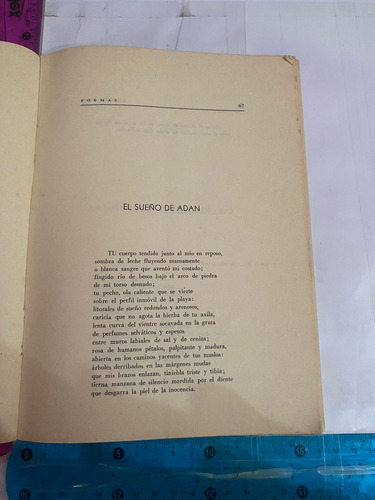 POEMAS 67
EL SUEÑO DE ADAN
TU cuerpo tendido junto al mío en reposo,
sombra de leche fluyendo mansamente
o blanca sangre que aventó mi costado;
fingido río de besos bajo el arco de piedra
de mi torso desnudo;
tu pecho, ola caliente que se vierte
sobre el perfil inmóvil de la playa:
litorales de sueño redondos y arenosos,
caricia que no agota la hierba de tu axila,
lenta curva del vientre socavada en la gruta
de perfumes selváticos y espesos
entre muros labiales de sal y de ceniza;
rosa de humanos pétalos, palpitante y madura,
abierta en los caminos yacentes de tus muslos:
árboles derribados en las márgenes mudas
que mis brazos enlazan, tiniebla triste y tibia;
tierna manzana de silencio mordida por el diente
que desgarra la piel de la inocencia.